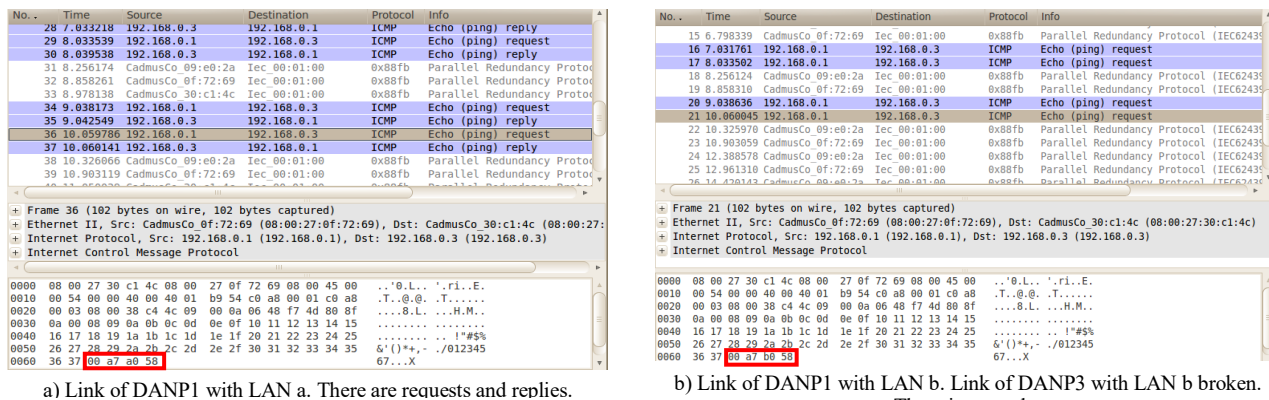 No. . Time Source Destination Protocol Info
28 7.033218 192.168.0.3 192.168.0.1 ICMP Echo (ping) reply
29 8.033539 192.168.0.1 192.168.0.3 ICMP Echo (ping) request
30 8.039538 192.168.0.3 192.168.0.1 ICMP Echo (ping) reply
31 8.256174 CadmusCo_09:e0:2a Iec_00:01:00 0x88fb Parallel Redundancy Protoc
32 8.858261 CadmusCo_0f:72:69 Iec_00:01:00 0x88fb Parallel Redundancy Protoc
33 8.978138 CadmusCo_30:c1:4c Iec_00:01:00 0x88fb Parallel Redundancy Protoc
34 9.038173 192.168.0.1 192.168.0.3 ICMP Echo (ping) request
35 9.042549 192.168.0.3 192.168.0.1 ICMP Echo (ping) reply
36 10.059786 192.168.0.1 192.168.0.3 ICMP Echo (ping) request
37 10.060141 192.168.0.3 192.168.0.1 ICMP Echo (ping) reply
38 10.326066 CadmusCo_09:e0:2a Iec_00:01:00 0x88fb Parallel Redundancy Protoc
39 10.903119 CadmusCo_0f:72:69 Iec_00:01:00 0x88fb Parallel Redundancy Protoc
Frame 36 (102 bytes on wire, 102 bytes captured)
Ethernet II, Src: CadmusCo_0f:72:69 (08:00:27:0f:72:69), Dst: CadmusCo_30:c1:4c (08:00:27:
Internet Protocol, Src: 192.168.0.1 (192.168.0.1), Dst: 192.168.0.3 (192.168.0.3)
Internet Control Message Protocol
0000 08 00 27 30 c1 4c 08 00 27 0f 72 69 08 00 45 00 ..'0.L.. '.ri..E.
0010 00 54 00 00 40 00 40 01 b9 54 c0 a8 00 01 c0 a8 .T..@.@. .T......
0020 00 03 08 00 38 c4 4c 09 00 0a 06 48 f7 4d 80 8f ....8.L. ...H.M..
0030 0a 00 08 09 0a 0b 0c 0d 0e 0f 10 11 12 13 14 15 ........ ........
0040 16 17 18 19 1a 1b 1c 1d 1e 1f 20 21 22 23 24 25 ........ .. !"#$%
0050 26 27 28 29 2a 2b 2c 2d 2e 2f 30 31 32 33 34 35 &'()*+,- ./012345
0060 36 37 00 a7 a0 58 67...X
a) Link of DANP1 with LAN a. There are requests and replies.
No. . Time Source Destination Protocol Info
15 6.798339 CadmusCo_0f:72:69 Iec_00:01:00 0x88fb Parallel Redundancy Protocol (IEC62439
16 7.031761 192.168.0.1 192.168.0.3 ICMP Echo (ping) request
17 8.033502 192.168.0.1 192.168.0.3 ICMP Echo (ping) request
18 8.256124 CadmusCo_09:e0:2a Iec_00:01:00 0x88fb Parallel Redundancy Protocol (IEC62439
19 8.858310 CadmusCo_0f:72:69 Iec_00:01:00 0x88fb Parallel Redundancy Protocol (IEC62439
20 9.038636 192.168.0.1 192.168.0.3 ICMP Echo (ping) request
21 10.060045 192.168.0.1 192.168.0.3 ICMP Echo (ping) request
22 10.325970 CadmusCo_09:e0:2a Iec_00:01:00 0x88fb Parallel Redundancy Protocol (IEC62439
23 10.903059 CadmusCo_0f:72:69 Iec_00:01:00 0x88fb Parallel Redundancy Protocol (IEC62439
24 12.388578 CadmusCo_09:e0:2a Iec_00:01:00 0x88fb Parallel Redundancy Protocol (IEC62439
25 12.961310 CadmusCo_0f:72:69 Iec_00:01:00 0x88fb Parallel Redundancy Protocol (IEC62439
26 14.420143 CadmusCo_09:e0:2a Iec_00:01:00 0x88fb Parallel Redundancy Protocol (IEC62439
Frame 21 (102 bytes on wire, 102 bytes captured)
Ethernet II, Src: CadmusCo_0f:72:69 (08:00:27:0f:72:69), Dst: CadmusCo_30:c1:4c (08:00:27:30:c1:4c)
Internet Protocol, Src: 192.168.0.1 (192.168.0.1), Dst: 192.168.0.3 (192.168.0.3)
Internet Control Message Protocol
0000 08 00 27 30 c1 4c 08 00 27 0f 72 69 08 00 45 00 ..'0.L.. '.ri..E.
0010 00 54 00 00 40 00 40 01 b9 54 c0 a8 00 01 c0 a8 .T..@.@. .T......
0020 00 03 08 00 38 c4 4c 09 00 0a 06 48 f7 4d 80 8f ....8.L. ...H.M..
0030 0a 00 08 09 0a 0b 0c 0d 0e 0f 10 11 12 13 14 15 ........ ........
0040 16 17 18 19 1a 1b 1c 1d 1e 1f 20 21 22 23 24 25 ........ .. !"#$%
0050 26 27 28 29 2a 2b 2c 2d 2e 2f 30 31 32 33 34 35 &'()*+,- ./012345
0060 36 37 00 a7 b0 58 67...X
b) Link of DANP1 with LAN b. Link of DANP3 with LAN b broken.